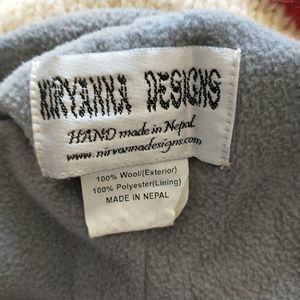 NIRVANNA DESIGNS
HAND made in Nepal
www.nirvannadesigns.com
100% Wool(Exterior)
100% Polyester(Lining)
MADE IN NEPAL